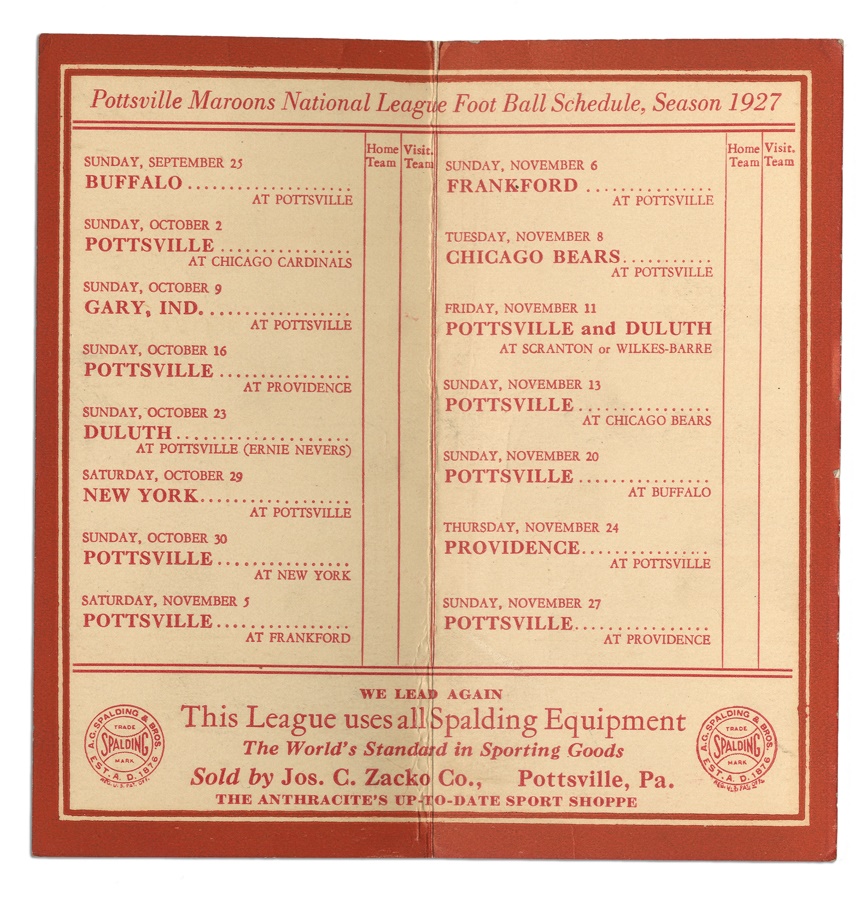 Pottsville Maroons National League Foot Ball Schedule, Season 1927
Home Team
Visit. Team
SUNDAY, SEPTEMBER 25
BUFFALO ....................
AT POTTSVILLE
SUNDAY, OCTOBER 2
POTTSVILLE ................
AT CHICAGO CARDINALS
SUNDAY, OCTOBER 9
GARY, IND. ..................
AT POTTSVILLE
SUNDAY, OCTOBER 16
POTTSVILLE ................
AT PROVIDENCE
SUNDAY, OCTOBER 23
DULUTH .....................
AT POTTSVILLE (ERNIE NEVERS)
SATURDAY, OCTOBER 29
NEW YORK..................
AT POTTSVILLE
SUNDAY, OCTOBER 30
POTTSVILLE ................
AT NEW YORK
SATURDAY, NOVEMBER 5
POTTSVILLE ................
AT FRANKFORD
Home Team
Visit. Team
SUNDAY, NOVEMBER 6
FRANKFORD ...............
AT POTTSVILLE
TUESDAY, NOVEMBER 8
CHICAGO BEARS...........
AT POTTSVILLE
FRIDAY, NOVEMBER 11
POTTSVILLE and DULUTH
AT SCRANTON or WILKES-BARRE
SUNDAY, NOVEMBER 13
POTTSVILLE ................
AT CHICAGO BEARS
SUNDAY, NOVEMBER 20
POTTSVILLE ................
AT BUFFALO
THURSDAY, NOVEMBER 24
PROVIDENCE...............
AT POTTSVILLE
SUNDAY, NOVEMBER 27
POTTSVILLE................
AT PROVIDENCE
WE LEAD AGAIN
This League uses all Spalding Equipment
The World's Standard in Sporting Goods
Sold by Jos. C. Zacko Co., Pottsville, Pa.
THE ANTHRACITE'S UP-TO-DATE SPORT SHOPPE
A.G. SPALDING & BROS.
TRADE
SPALDING
MARK
EST. A. D. 1876
REG. U.S. PAT. OFF.
A.G. SPALDING & BROS.
TRADE
SPALDING
MARK
EST. A. D. 1876
REG. U.S. PAT. OFF.